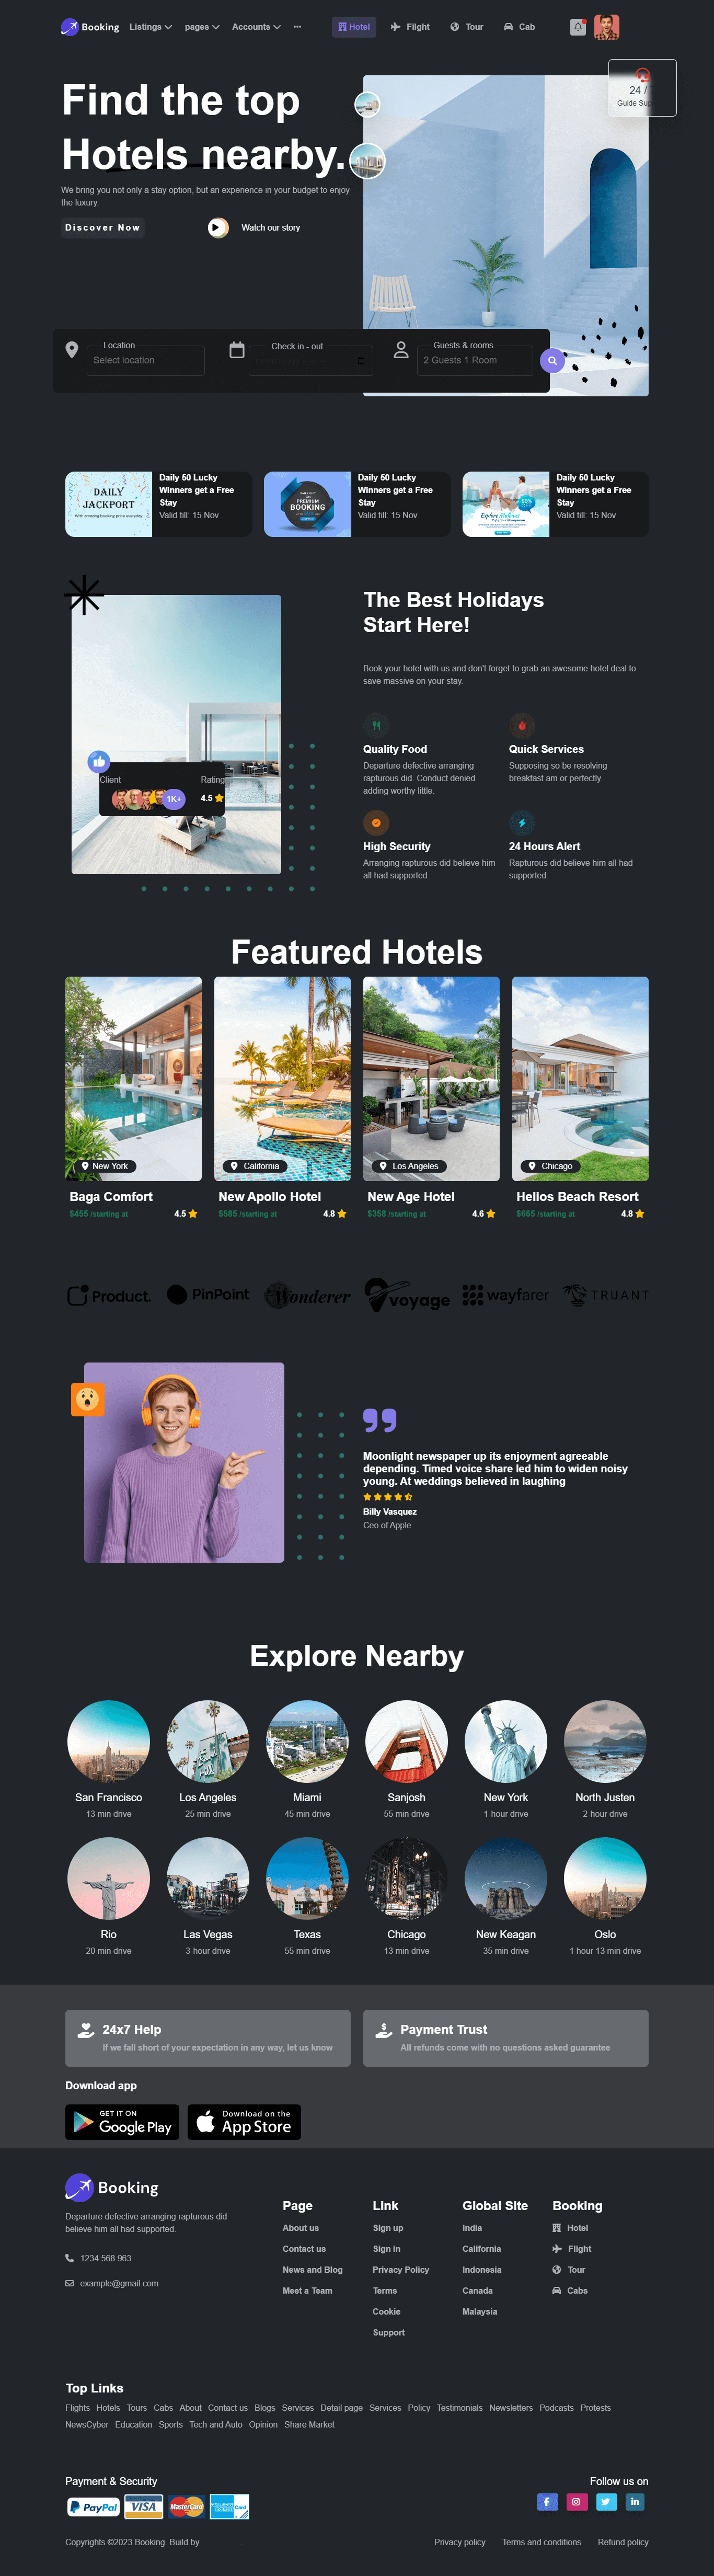 Booking Listings pages Accounts Hotel Filght Tour Cab
Find the top
Hotels nearby.
24 /
Guide Sup
We bring you not only a stay option, but an experience in your budget to enjoy
the luxury.
Discover Now Watch our story
Location Check in - out Guests & rooms
Select location 2 Guests 1 Room
DAILY
JACKPORT
With amazing booking price everyday
Daily 50 Lucky
Winners get a Free
Stay
Valid till: 15 Nov
PREMIUM
BOOKING
Daily 50 Lucky
Winners get a Free
Stay
Valid till: 15 Nov
Explore Maldives
50%
OFF
Daily 50 Lucky
Winners get a Free
Stay
Valid till: 15 Nov
The Best Holidays
Start Here!
Book your hotel with us and don't forget to grab an awesome hotel deal to
save massive on your stay.
Client Rating
1K+ 4.5
Quality Food
Departure defective arranging
rapturous did. Conduct denied
adding worthy little.
Quick Services
Supposing so be resolving
breakfast am or perfectly.
High Security
Arranging rapturous did believe him
all had supported.
24 Hours Alert
Rapturous did believe him all had
supported.
Featured Hotels
New York California Los Angeles Chicago
Baga Comfort New Apollo Hotel New Age Hotel Helios Beach Resort
$455 /starting at 4.5 $585 /starting at 4.8 $358 /starting at 4.6 $665 /starting at 4.8
Product. PinPoint Wonderer voyage wayfarer TRUANT
Moonlight newspaper up its enjoyment agreeable
depending. Timed voice share led him to widen noisy
young. At weddings believed in laughing
Billy Vasquez
Ceo of Apple
Explore Nearby
San Francisco Los Angeles Miami Sanjosh New York North Justen
13 min drive 25 min drive 45 min drive 55 min drive 1-hour drive 2-hour drive
Rio Las Vegas Texas Chicago New Keagan Oslo
20 min drive 3-hour drive 55 min drive 13 min drive 35 min drive 1 hour 13 min drive
24x7 Help
If we fall short of your expectation in any way, let us know
Payment Trust
All refunds come with no questions asked guarantee
Download app
GET IT ON
Google Play
Download on the
App Store
Booking
Departure defective arranging rapturous did
believe him all had supported.
1234 568 963
example@gmail.com
Page
About us
Contact us
News and Blog
Meet a Team
Link
Sign up
Sign in
Privacy Policy
Terms
Cookie
Support
Global Site
India
California
Indonesia
Canada
Malaysia
Booking
Hotel
Flight
Tour
Cabs
Top Links
Flights Hotels Tours Cabs About Contact us Blogs Services Detail page Services Policy Testimonials Newsletters Podcasts Protests
NewsCyber Education Sports Tech and Auto Opinion Share Market
Payment & Security Follow us on
PayPal VISA MasterCard AMERICAN EXPRESS
Copyrights ©2023 Booking. Build by . Privacy policy Terms and conditions Refund policy